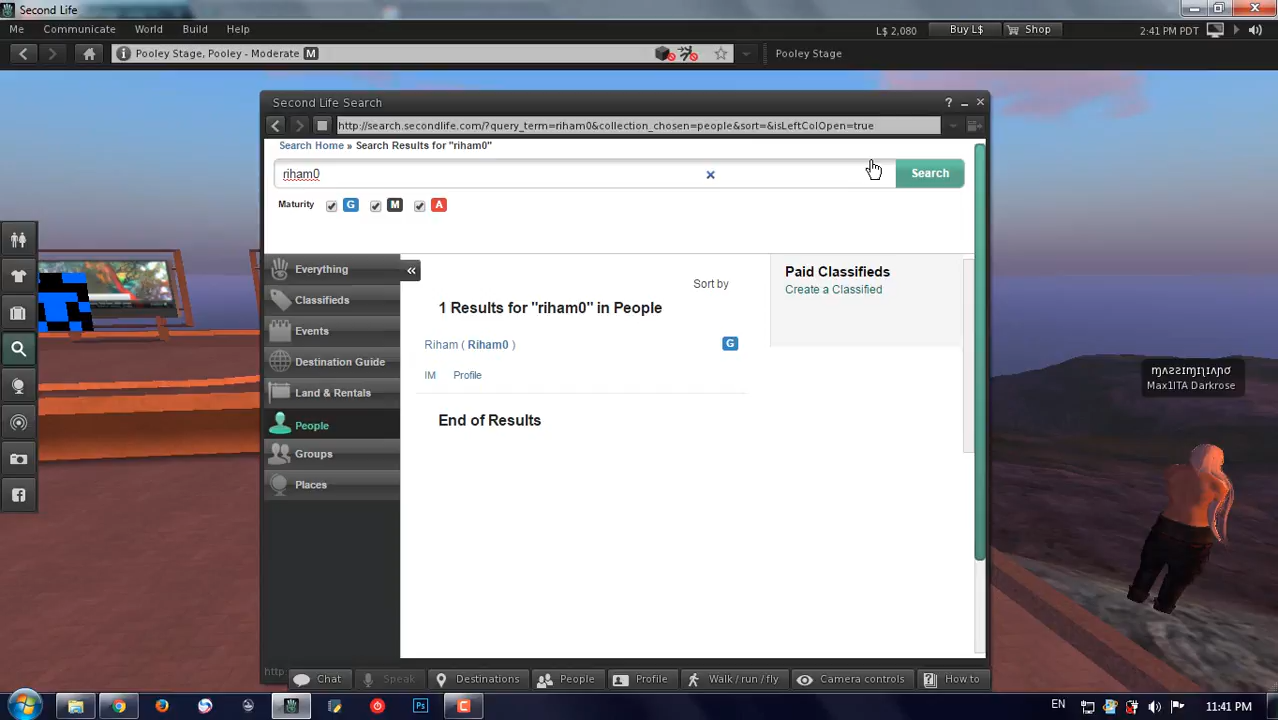 Second Life
Me Communicate World Build Help
L$ 2,080 Buy L$ Shop 2:41 PM PDT
Pooley Stage, Pooley - Moderate M
Pooley Stage
Second Life Search ?
http://search.secondlife.com/?query_term=riham0&collection_chosen=people&sort=&isLeftColOpen=true
Search Home » Search Results for "riham0"
riham0 Search
Maturity G M A
Everything
Classifieds
Events
Destination Guide
Land & Rentals
People
Groups
Places
«
Sort by
1 Results for "riham0" in People
Riham ( Riham0 ) G
IM Profile
End of Results
Paid Classifieds
Create a Classified
Max1ITA Darkrose
http:
Chat Speak Destinations People Profile Walk / run / fly Camera controls How to
Ps
EN 11:41 PM